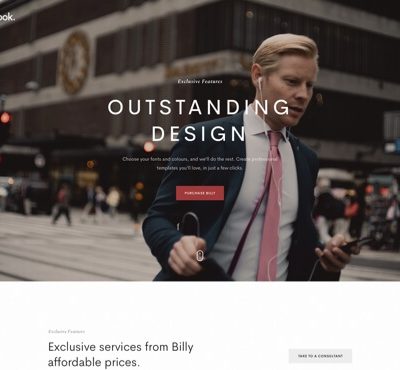 ook.
Exclusive Features
OUTSTANDING
DESIGN
Choose your fonts and colours, and we'll do the rest. Create professional
templates you'll love, in just a few clicks.
PURCHASE BILLY
Exclusive Features
Exclusive services from Billy
affordable prices.
TAKE TO A CONSULTANT